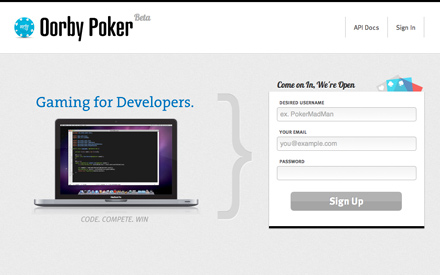 Oorby Poker Beta
API Docs
Sign In
Come on In, We're Open
Gaming for Developers.
DESIRED USERNAME
ex. PokerMadMan
YOUR EMAIL
you@example.com
PASSWORD
Sign Up
CODE. COMPETE. WIN